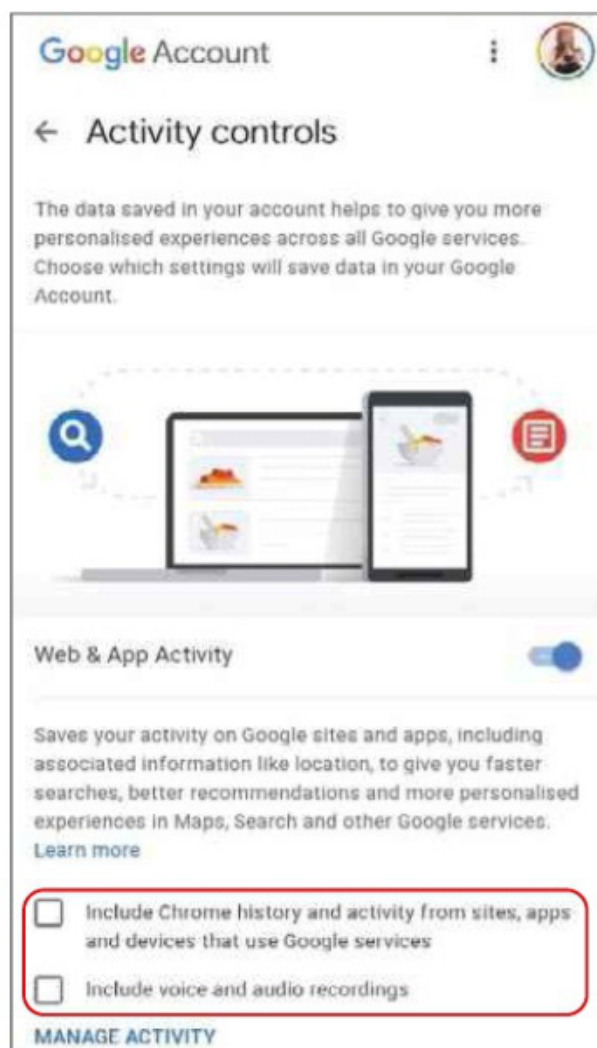 Google Account
Activity controls
The data saved in your account helps to give you more
personalised experiences across all Google services.
Choose which settings will save data in your Google
Account.
Web & App Activity
Saves your activity on Google sites and apps, including
associated information like location, to give you faster
searches, better recommendations and more personalised
experiences in Maps, Search and other Google services.
Learn more
Include Chrome history and activity from sites, apps
and devices that use Google services
Include voice and audio recordings
MANAGE ACTIVITY